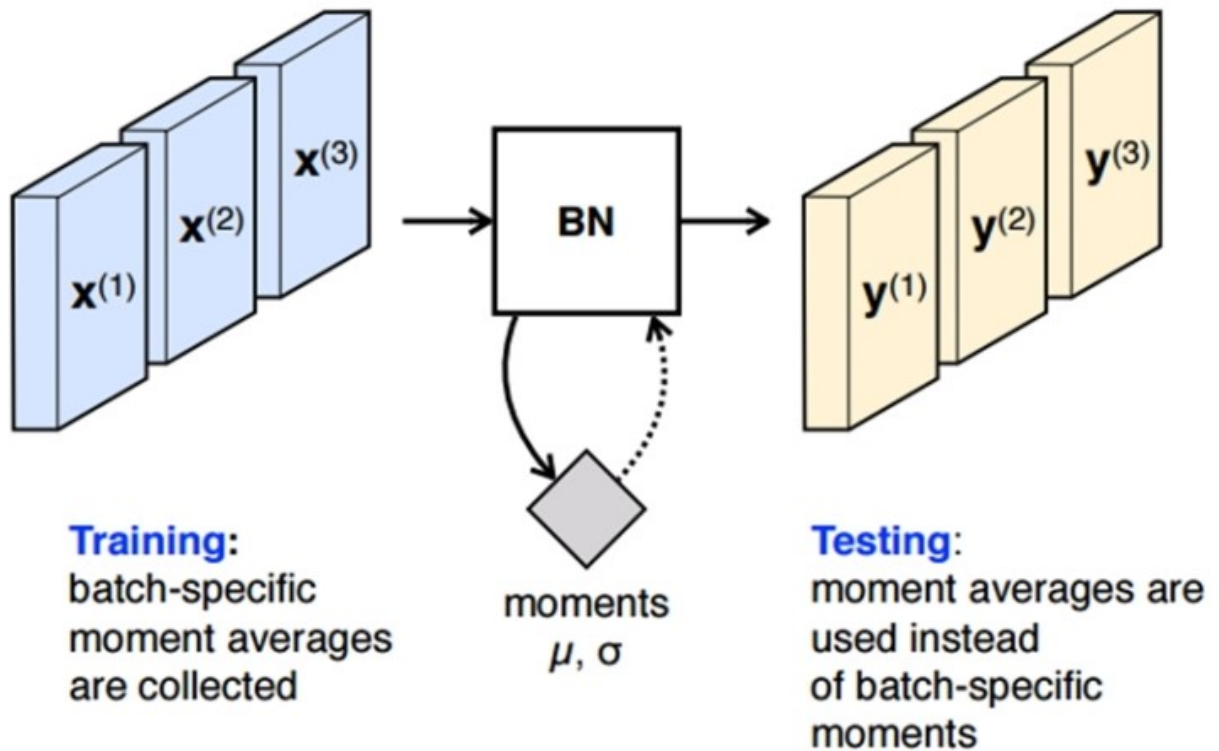 x(1)
x(2)
x(3)
BN
y(1)
y(2)
y(3)
Training:
batch-specific
moment averages
are collected
moments
μ, σ
Testing:
moment averages are
used instead
of batch-specific
moments